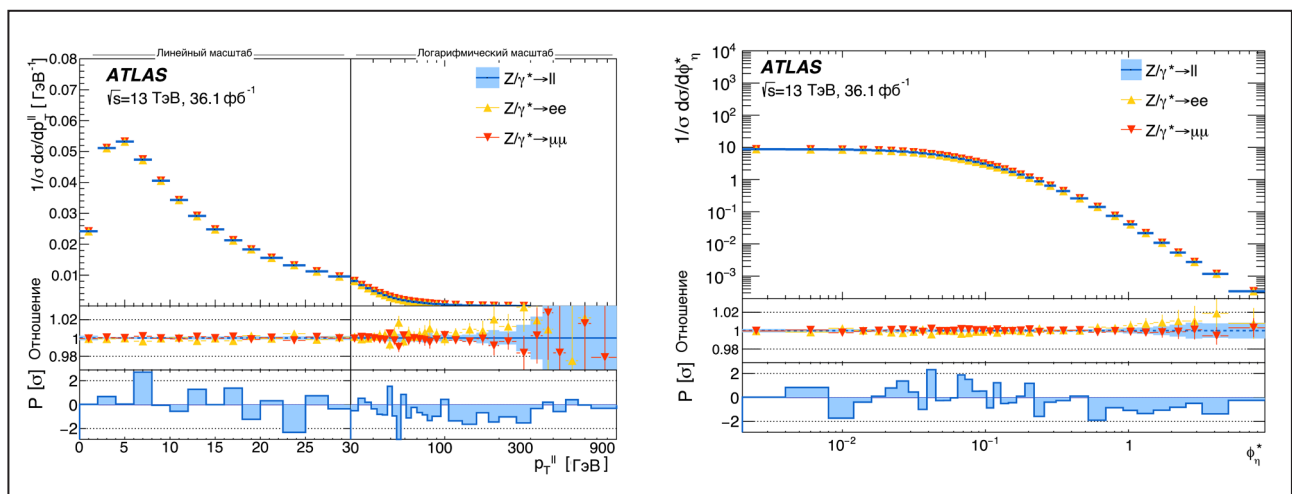 Линейный масштаб
Логарифмический масштаб
1/σ dσ/dp_T^ll [ГэВ⁻¹]
0.08
0.07
0.06
0.05
0.04
0.03
0.02
0.01
ATLAS
√s=13 ТэВ, 36.1 фб⁻¹
Z/γ*→ll
Z/γ*→ee
Z/γ*→μμ
Отношение
1.02
1
0.98
P [σ]
2
0
−2
0 5 10 15 20 25 30 100 300 900
p_T^ll [ГэВ]
1/σ dσ/dϕ*_η
10⁴
10³
10²
10
1
10⁻¹
10⁻²
10⁻³
ATLAS
√s=13 ТэВ, 36.1 фб⁻¹
Z/γ*→ll
Z/γ*→ee
Z/γ*→μμ
Отношение
1.02
1
0.98
P [σ]
2
0
−2
10⁻² 10⁻¹ 1
ϕ*_η